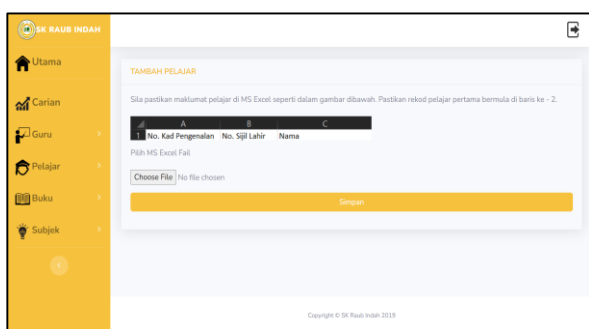 SK RAUB INDAH
Utama
Carian
Guru
Pelajar
Buku
Subjek
TAMBAH PELAJAR
Sila pastikan maklumat pelajar di MS Excel seperti dalam gambar dibawah. Pastikan rekod pelajar pertama bermula di baris ke - 2.
A B C
1 No. Kad Pengenalan No. Sijil Lahir Nama
Pilih MS Excel Fail
Choose File No file chosen
Simpan
Copyright © SK Raub Indah 2019